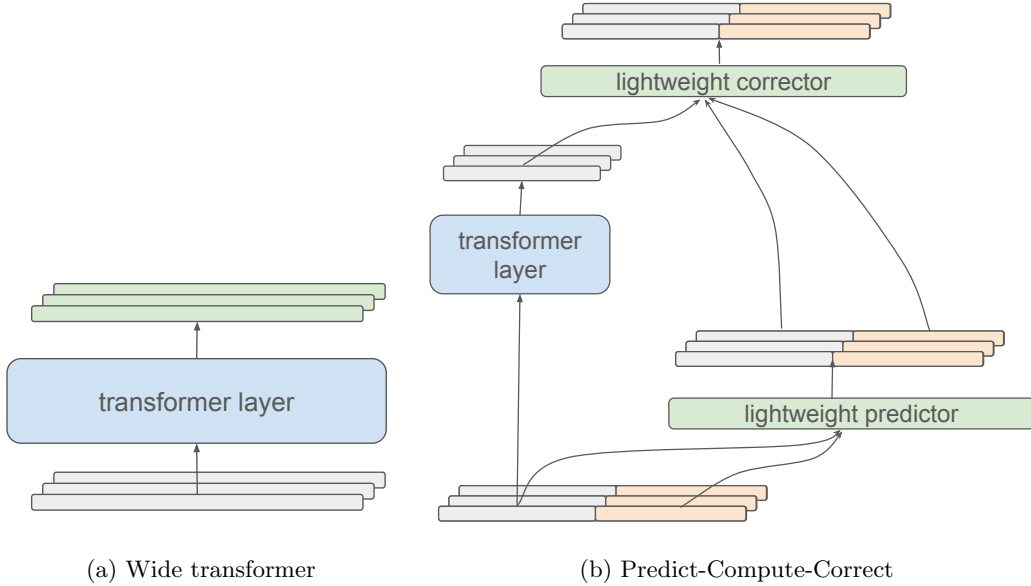 lightweight corrector
transformer
layer
transformer layer
lightweight predictor
(a) Wide transformer
(b) Predict-Compute-Correct